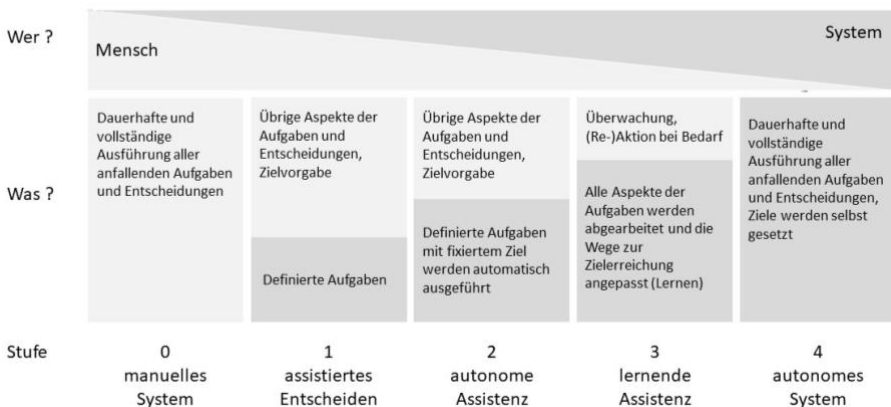 Wer ?
Mensch
System
Was ?
Dauerhafte und
vollständige
Ausführung aller
anfallenden Aufgaben
und Entscheidungen
Übrige Aspekte der
Aufgaben und
Entscheidungen,
Zielvorgabe
Definierte Aufgaben
Übrige Aspekte der
Aufgaben und
Entscheidungen,
Zielvorgabe
Definierte Aufgaben
mit fixiertem Ziel
werden automatisch
ausgeführt
Überwachung,
(Re-)Aktion bei Bedarf
Alle Aspekte der
Aufgaben werden
abgearbeitet und die
Wege zur
Zielerreichung
angepasst (Lernen)
Dauerhafte und
vollständige
Ausführung aller
anfallenden Aufgaben
und Entscheidungen,
Ziele werden selbst
gesetzt
Stufe
0
manuelles
System
1
assistiertes
Entscheiden
2
autonome
Assistenz
3
lernende
Assistenz
4
autonomes
System